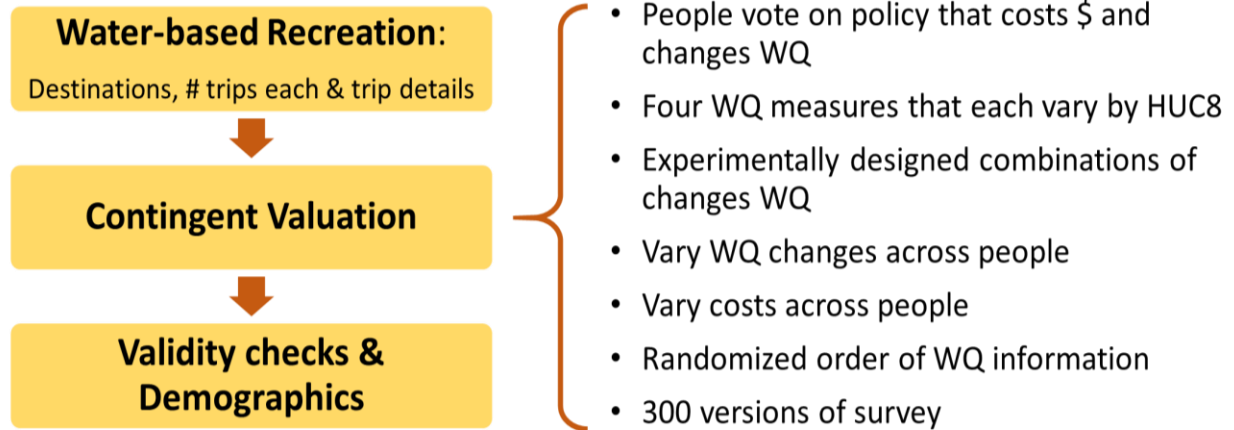 Water-based Recreation:
Destinations, # trips each & trip details
Contingent Valuation
Validity checks &
Demographics
• People vote on policy that costs $ and
changes WQ
• Four WQ measures that each vary by HUC8
• Experimentally designed combinations of
changes WQ
• Vary WQ changes across people
• Vary costs across people
• Randomized order of WQ information
• 300 versions of survey